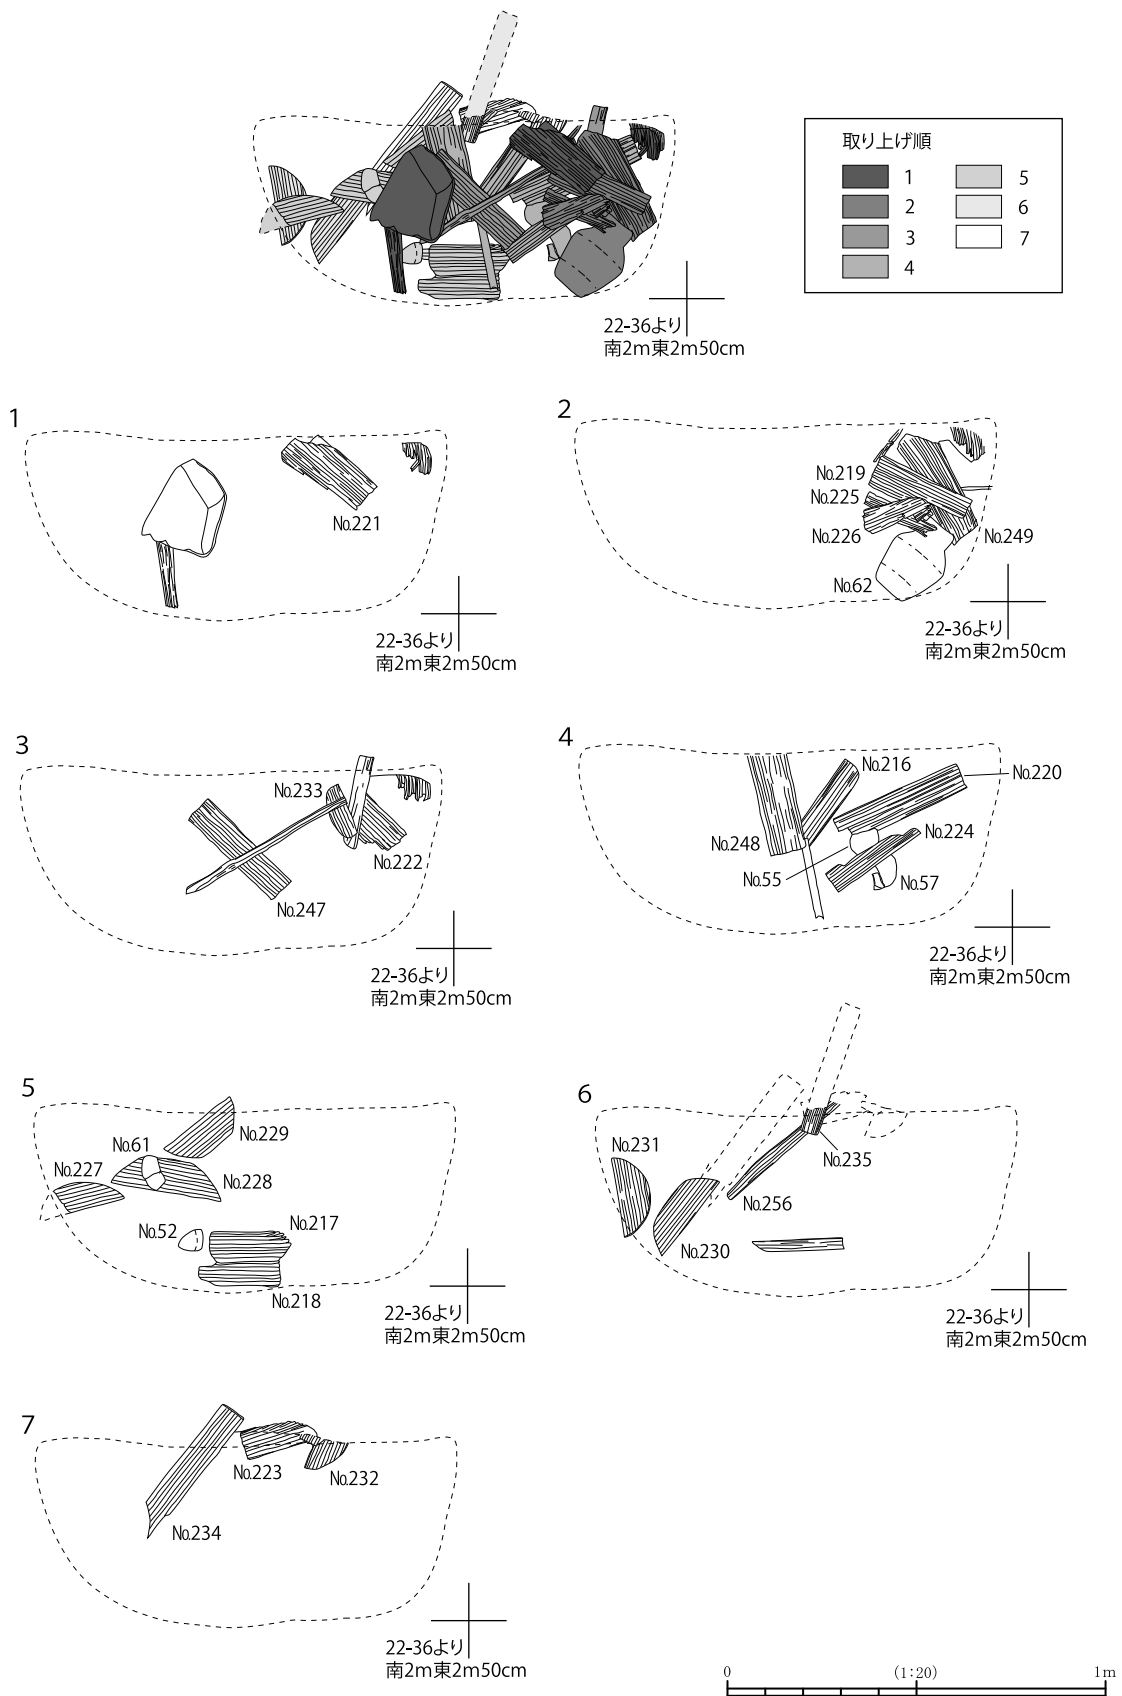 取り上げ順
1
2
3
4
5
6
7
22-36より
南2m東2m50cm
1
No.221
22-36より
南2m東2m50cm
2
No.219
No.225
No.226
No.249
No.62
22-36より
南2m東2m50cm
3
No.233
No.222
No.247
22-36より
南2m東2m50cm
4
No.216
No.220
No.248
No.224
No.55
No.57
22-36より
南2m東2m50cm
5
No.229
No.61
No.227
No.228
No.52
No.217
No.218
22-36より
南2m東2m50cm
6
No.231
No.235
No.256
No.230
22-36より
南2m東2m50cm
7
No.223
No.232
No.234
22-36より
南2m東2m50cm
0 (1:20) 1m